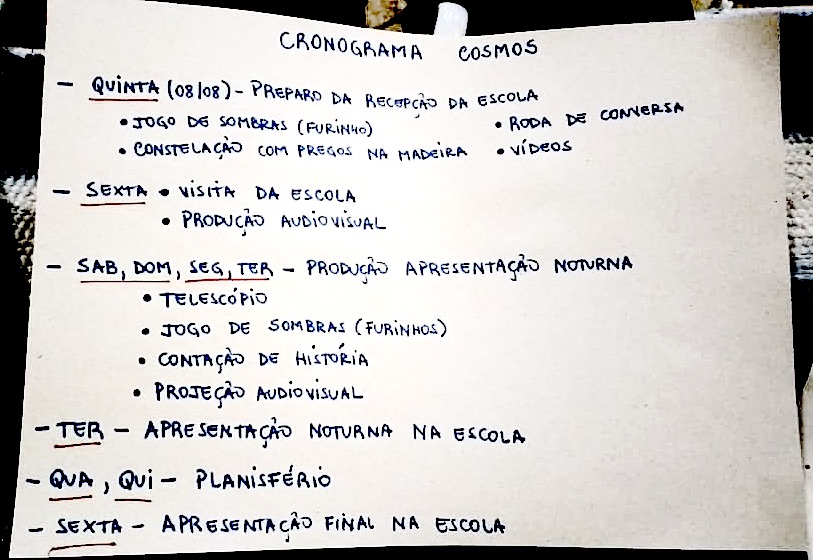 CRONOGRAMA COSMOS
- QUINTA (08/08) - PREPARO DA RECEPÇÃO DA ESCOLA
• JOGO DE SOMBRAS (FURINHO) • RODA DE CONVERSA
• CONSTELAÇÃO COM PREGOS NA MADEIRA • VÍDEOS
- SEXTA • VISITA DA ESCOLA
• PRODUÇÃO AUDIOVISUAL
- SAB, DOM, SEG, TER - PRODUÇÃO APRESENTAÇÃO NOTURNA
• TELESCÓPIO
• JOGO DE SOMBRAS (FURINHOS)
• CONTAÇÃO DE HISTÓRIA
• PROJEÇÃO AUDIOVISUAL
- TER - APRESENTAÇÃO NOTURNA NA ESCOLA
- QUA, QUI - PLANISFÉRIO
- SEXTA - APRESENTAÇÃO FINAL NA ESCOLA